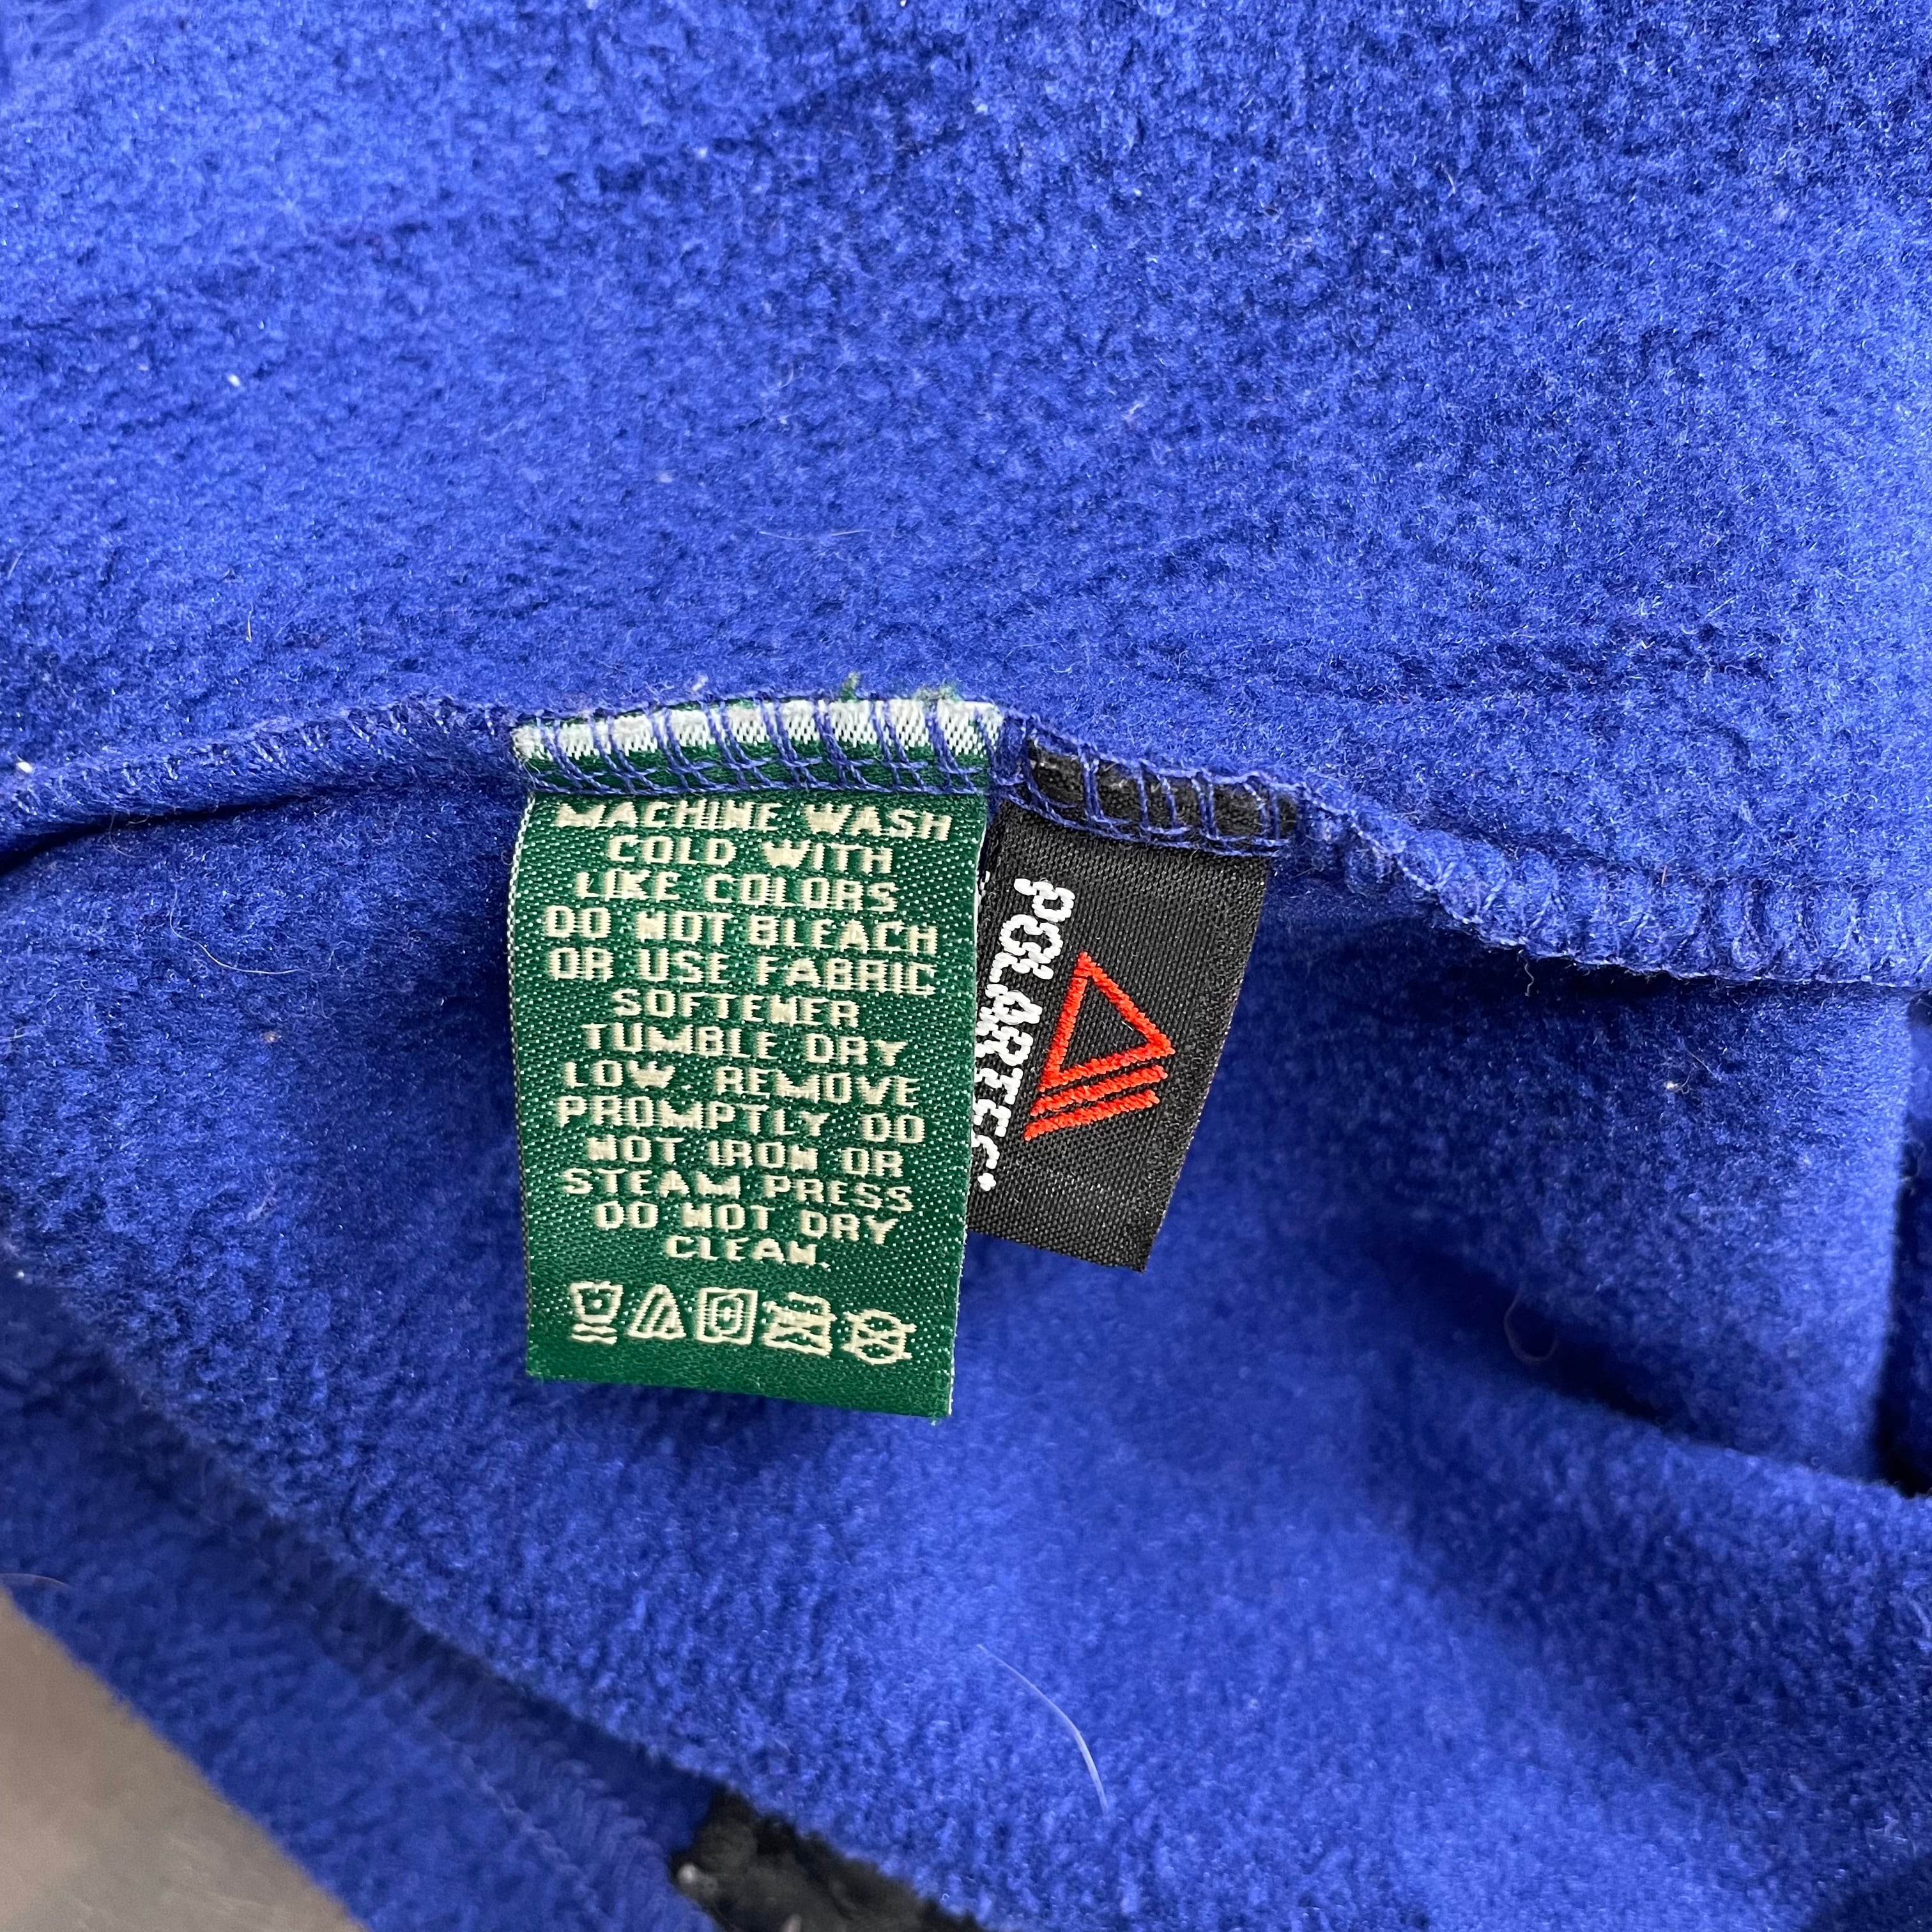 MACHINE WASH
COLD WITH
LIKE COLORS
DO NOT BLEACH
OR USE FABRIC
SOFTENER
TUMBLE DRY
LOW. REMOVE
PROMPTLY DO
NOT IRON OR
STEAM PRESS
DO NOT DRY
CLEAN.
POLARTEC